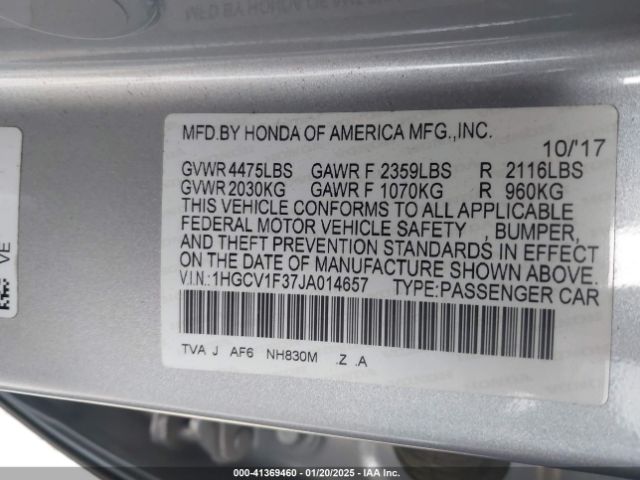 MFD.BY HONDA OF AMERICA MFG.,INC.
10/'17
GVWR 4475LBS GAWR F 2359LBS R 2116LBS
GVWR 2030KG GAWR F 1070KG R 960KG
THIS VEHICLE CONFORMS TO ALL APPLICABLE
FEDERAL MOTOR VEHICLE SAFETY , BUMPER,
AND THEFT PREVENTION STANDARDS IN EFFECT
ON THE DATE OF MANUFACTURE SHOWN ABOVE.
V.I.N.:1HGCV1F37JA014657 TYPE:PASSENGER CAR
TVA J AF6 NH830M .Z .A
VE
000-41369460 - 01/20/2025 - IAA Inc.